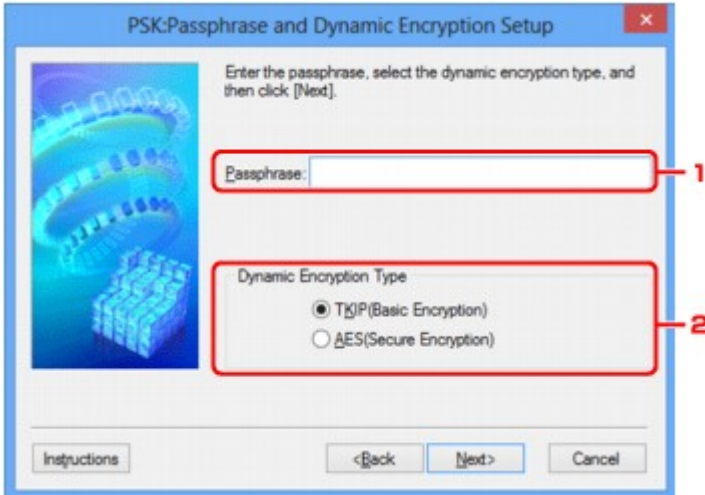 PSK:Passphrase and Dynamic Encryption Setup
Enter the passphrase, select the dynamic encryption type, and
then click [Next].
Passphrase:
1
Dynamic Encryption Type
TKIP(Basic Encryption)
AES(Secure Encryption)
2
Instructions
<Back
Next>
Cancel